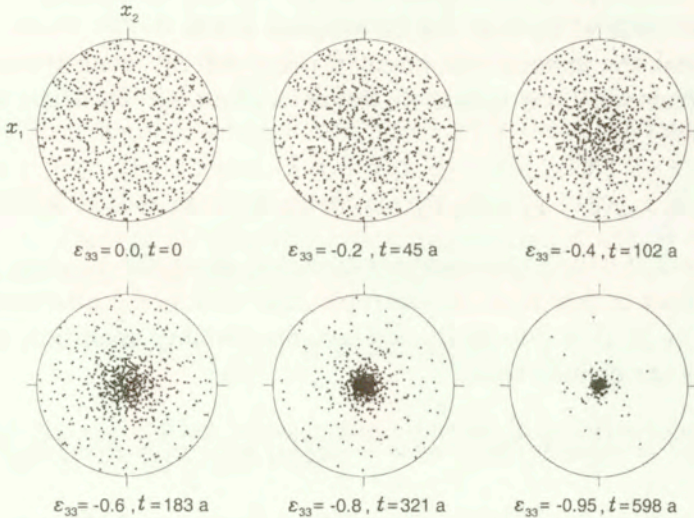 x₂
x₁
ε₃₃= 0.0, t=0
ε₃₃= -0.2 , t=45 a
ε₃₃= -0.4 , t=102 a
ε₃₃= -0.6 , t=183 a
ε₃₃= -0.8 , t=321 a
ε₃₃= -0.95, t=598 a